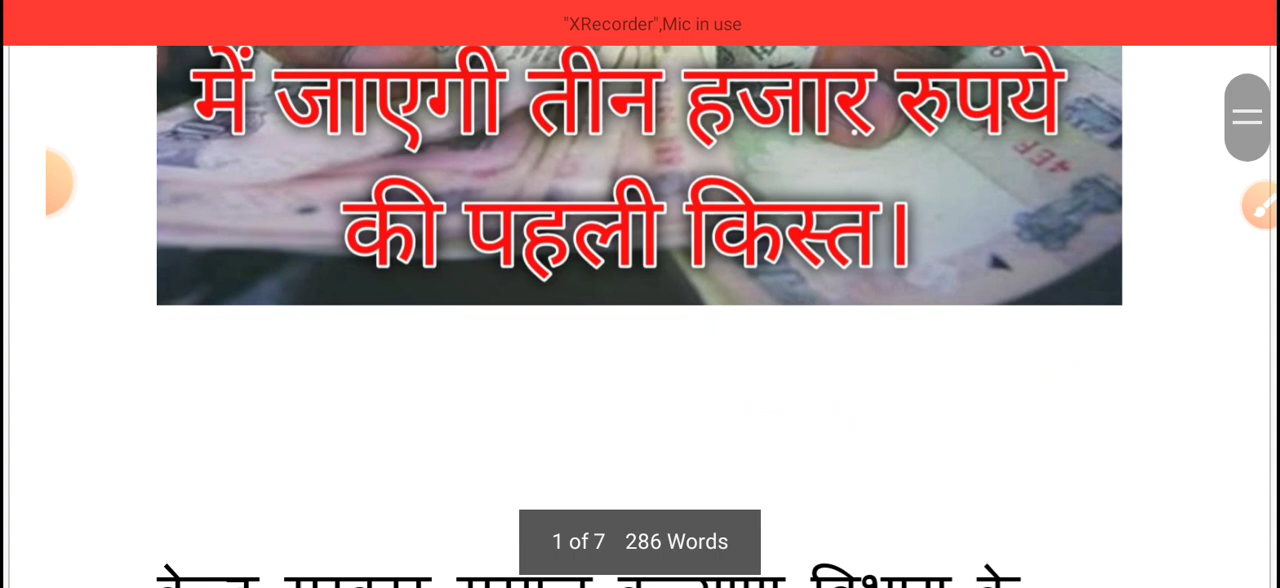 "XRecorder",Mic in use
में जाएगी तीन हजार रुपये
की पहली किस्त।
1 of 7 286 Words